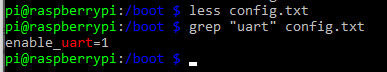 pi@raspberrypi:/boot $ less config.txt
pi@raspberrypi:/boot $ grep "uart" config.txt
enable_uart=1
pi@raspberrypi:/boot $